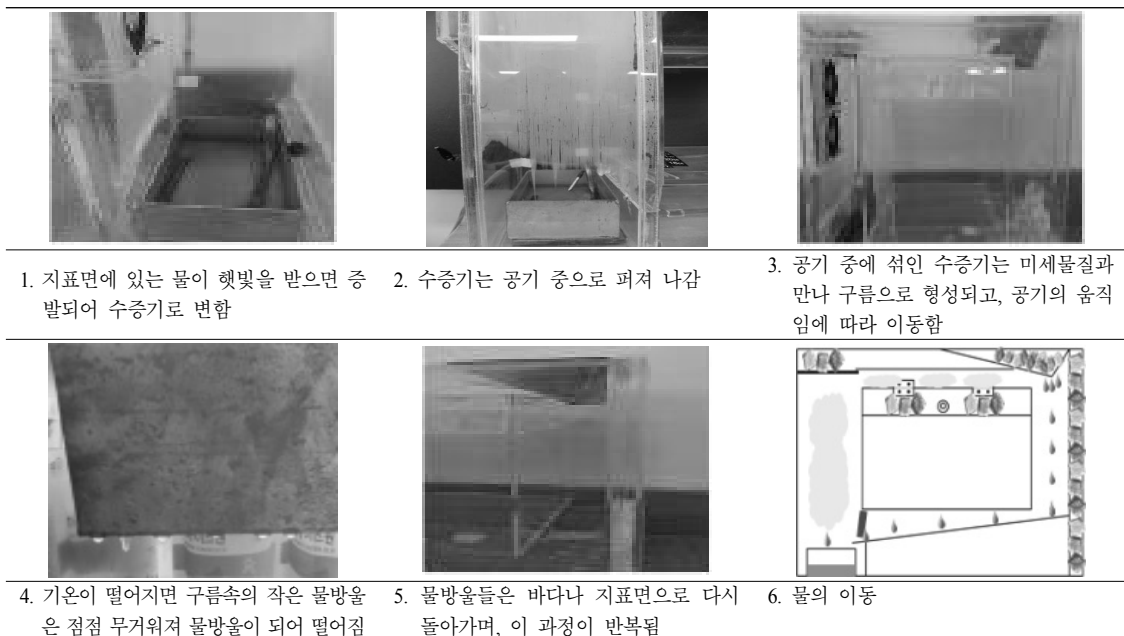 1. 지표면에 있는 물이 햇빛을 받으면 증
발되어 수증기로 변함
2. 수증기는 공기 중으로 퍼져 나감
3. 공기 중에 섞인 수증기는 미세물질과
만나 구름으로 형성되고, 공기의 움직
임에 따라 이동함
4. 기온이 떨어지면 구름속의 작은 물방울
은 점점 무거워져 물방울이 되어 떨어짐
5. 물방울들은 바다나 지표면으로 다시
돌아가며, 이 과정이 반복됨
6. 물의 이동